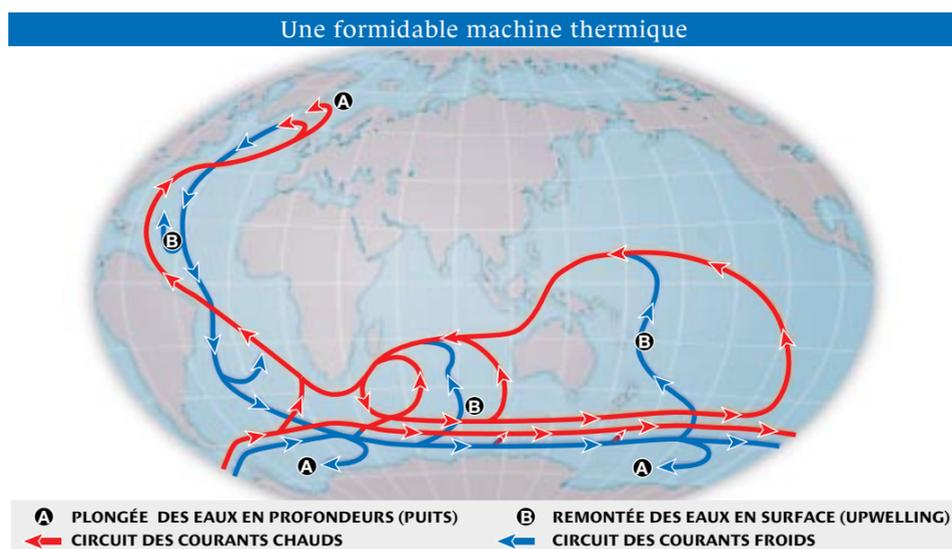 Une formidable machine thermique
A
B
B
B
A
A
A PLONGÉE DES EAUX EN PROFONDEURS (PUITS)
B REMONTÉE DES EAUX EN SURFACE (UPWELLING)
CIRCUIT DES COURANTS CHAUDS
CIRCUIT DES COURANTS FROIDS